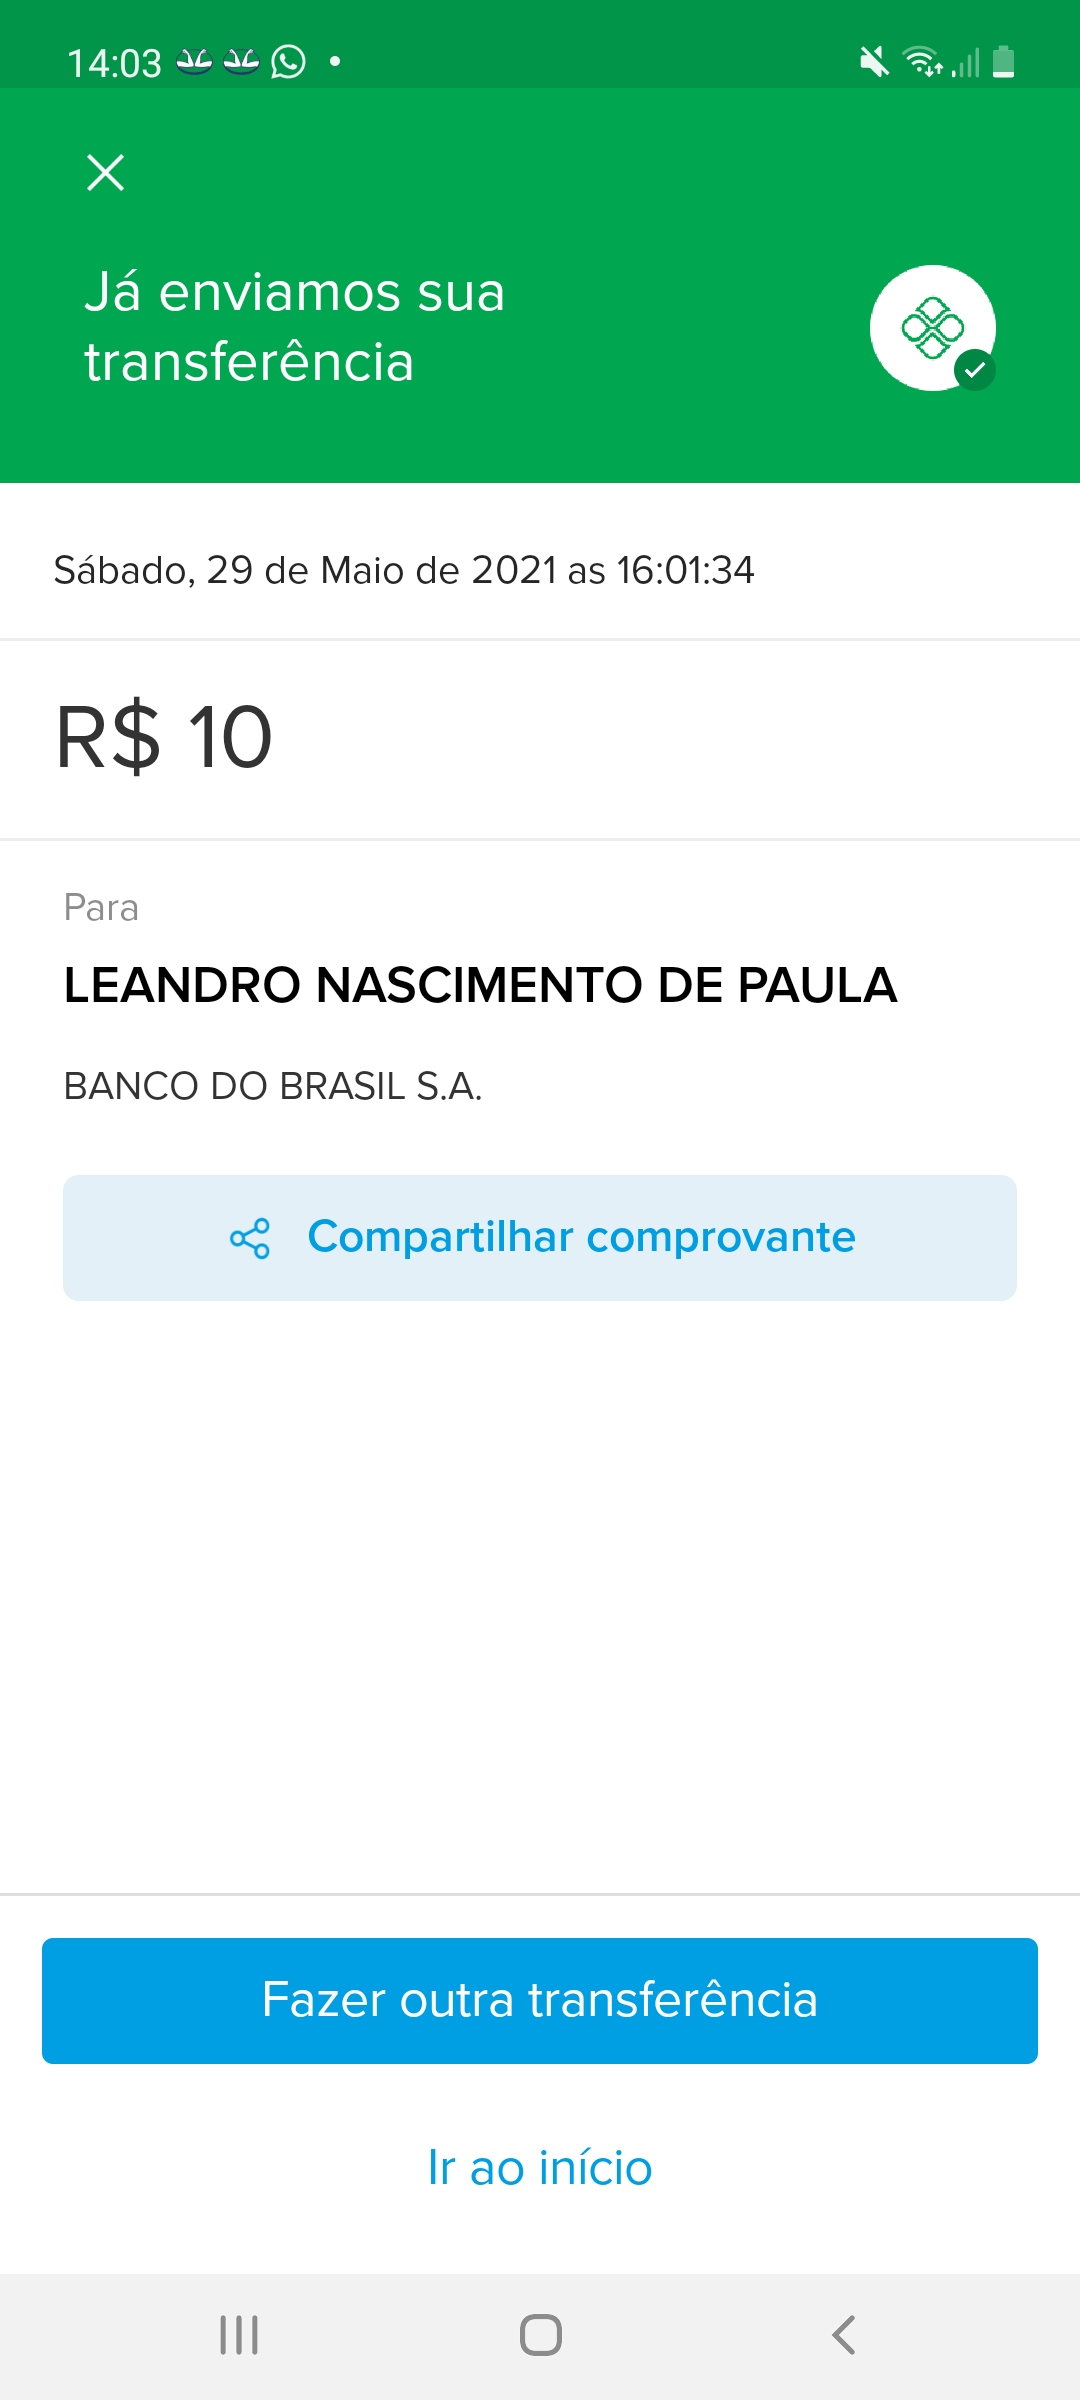 14:03
Já enviamos sua
transferência
Sábado, 29 de Maio de 2021 as 16:01:34
R$ 10
Para
LEANDRO NASCIMENTO DE PAULA
BANCO DO BRASIL S.A.
Compartilhar comprovante
Fazer outra transferência
Ir ao início